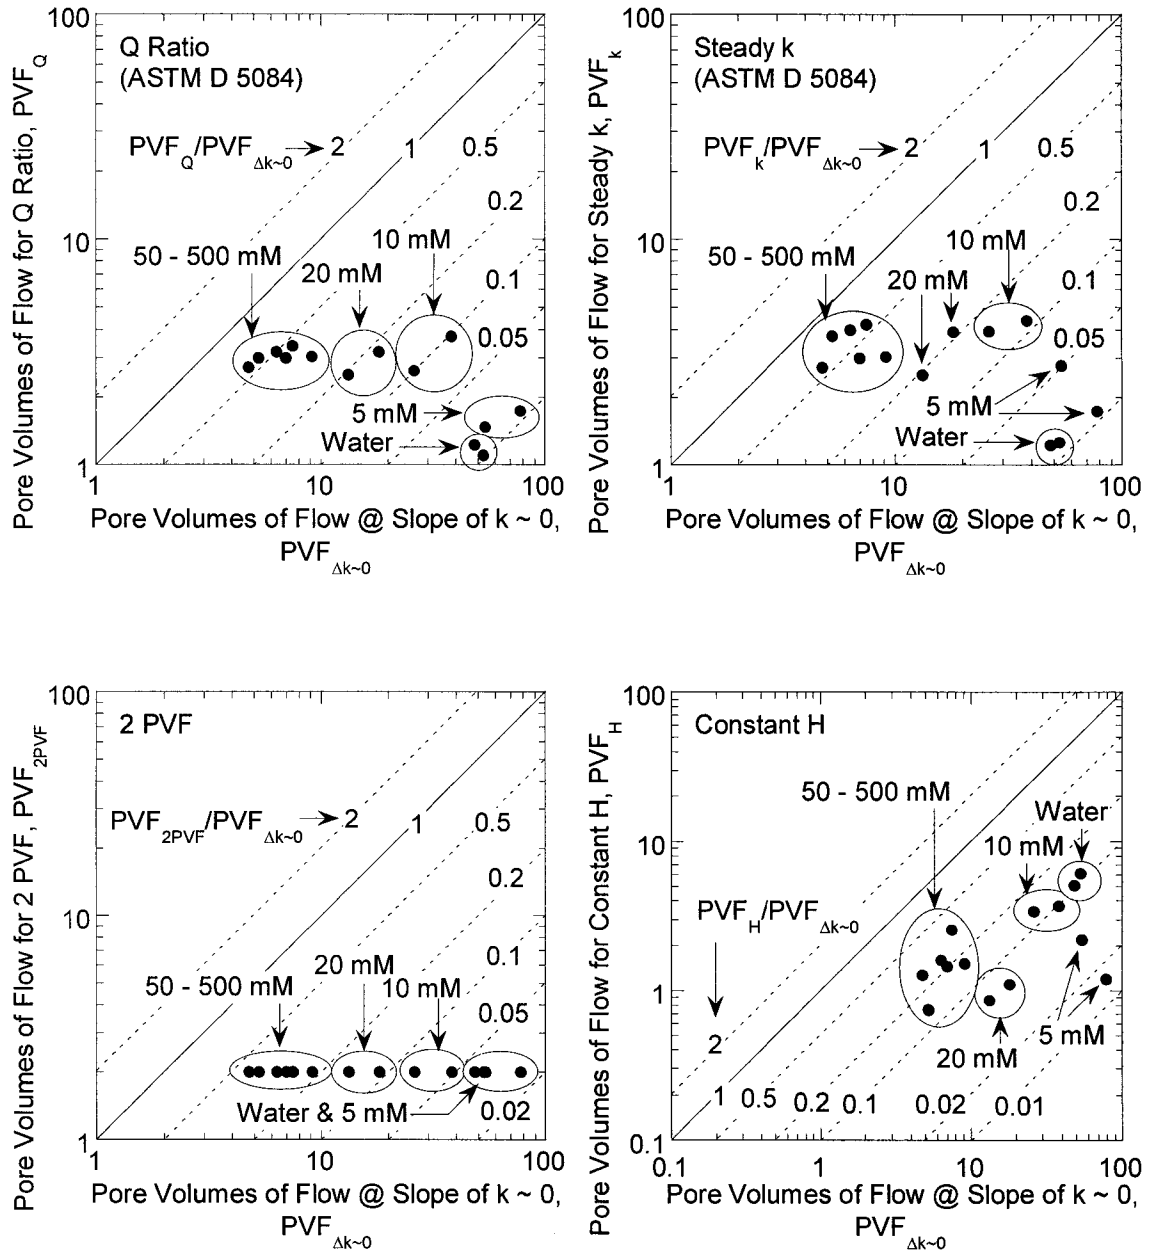 Q Ratio
(ASTM D 5084)
Pore Volumes of Flow for Q Ratio, PVF_Q
PVF_Q/PVF_Δk~0
2
1
0.5
0.2
0.1
0.05
50 - 500 mM
20 mM
10 mM
5 mM
Water
100
10
1
1
10
100
Pore Volumes of Flow @ Slope of k ~ 0,
PVF_Δk~0
Steady k
(ASTM D 5084)
Pore Volumes of Flow for Steady k, PVF_k
PVF_k/PVF_Δk~0
2
1
0.5
0.2
0.1
0.05
50 - 500 mM
20 mM
10 mM
5 mM
Water
100
10
1
1
10
100
Pore Volumes of Flow @ Slope of k ~ 0,
PVF_Δk~0
2 PVF
Pore Volumes of Flow for 2 PVF, PVF_2PVF
PVF_2PVF/PVF_Δk~0
2
1
0.5
0.2
0.1
0.05
0.02
50 - 500 mM
20 mM
10 mM
Water & 5 mM
100
10
1
1
10
100
Pore Volumes of Flow @ Slope of k ~ 0,
PVF_Δk~0
Constant H
Pore Volumes of Flow for Constant H, PVF_H
50 - 500 mM
Water
10 mM
PVF_H/PVF_Δk~0
5 mM
20 mM
2
1
0.5
0.2
0.1
0.02
0.01
100
10
1
0.1
0.1
1
10
100
Pore Volumes of Flow @ Slope of k ~ 0,
PVF_Δk~0